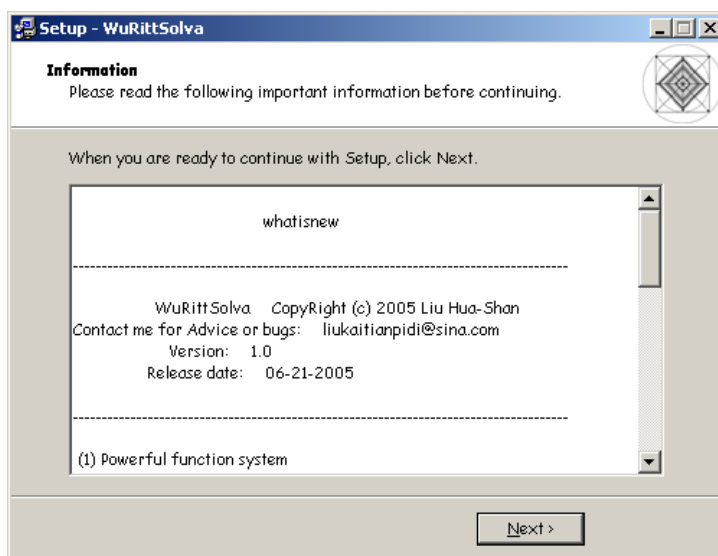 Setup - WuRittSolva
Information
Please read the following important information before continuing.
When you are ready to continue with Setup, click Next.
whatisnew
--------------------------------------------------------------------------------
WuRittSolva CopyRight (c) 2005 Liu Hua-Shan
Contact me for Advice or bugs: liukaitianpidi@sina.com
Version: 1.0
Release date: 06-21-2005
--------------------------------------------------------------------------------
(1) Powerful function system
Next >